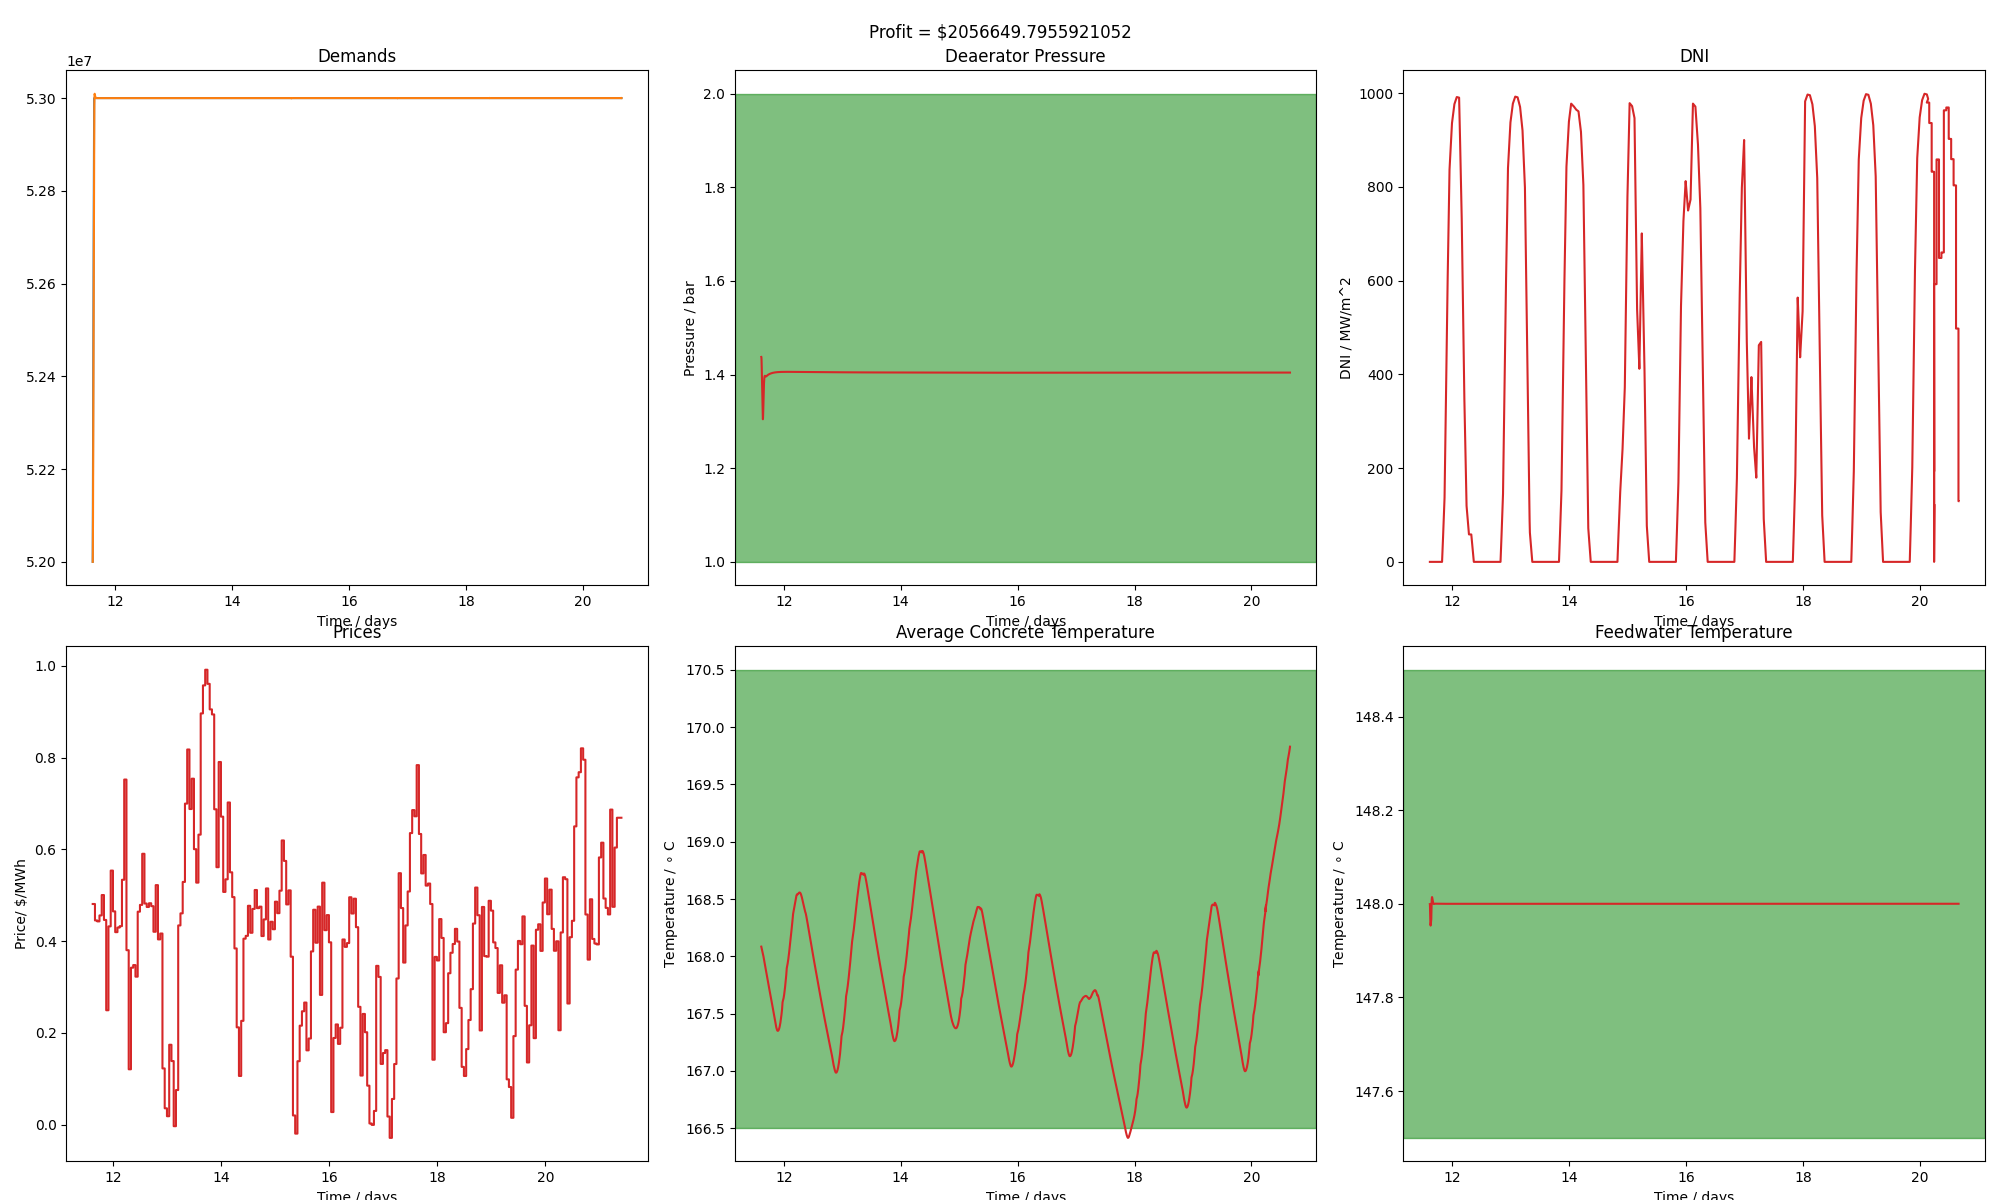 Profit = $2056649.7955921052
Demands
1e7
5.30
5.28
5.26
5.24
5.22
5.20
12 14 16 18 20
Time / days
Deaerator Pressure
Pressure / bar
2.0
1.8
1.6
1.4
1.2
1.0
12 14 16 18 20
Time / days
DNI
DNI / MW/m^2
1000
800
600
400
200
0
12 14 16 18 20
Time / days
Prices
Price/ $/MWh
1.0
0.8
0.6
0.4
0.2
0.0
12 14 16 18 20
Time / days
Average Concrete Temperature
Temperature / ∘ C
170.5
170.0
169.5
169.0
168.5
168.0
167.5
167.0
166.5
12 14 16 18 20
Time / days
Feedwater Temperature
Temperature / ∘ C
148.4
148.2
148.0
147.8
147.6
12 14 16 18 20
Time / days